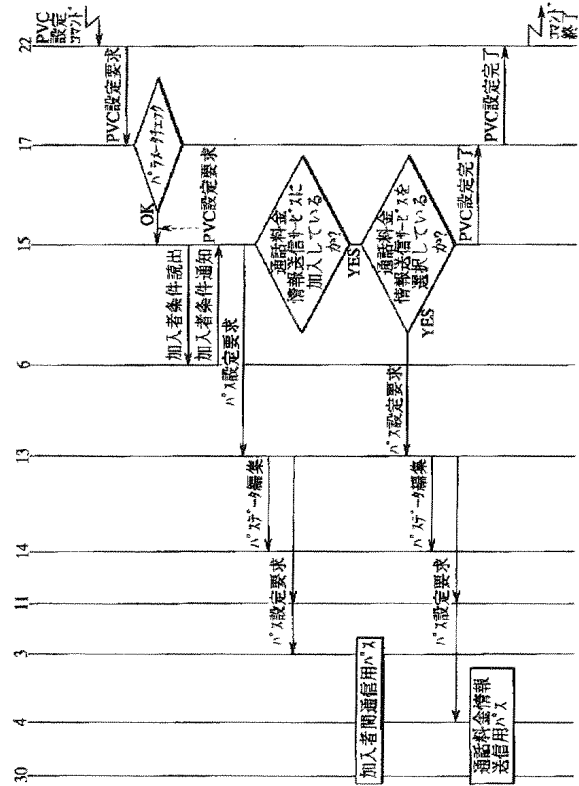 22
17
15
6
13
14
11
3
4
30
PVC
設定
コマンド
PVC設定要求
パラメータチェック
OK
PVC設定要求
加入者条件読出
加入者条件通知
パス設定要求
パスデータ編集
パス設定要求
通話料金
情報送信サービスに
加入している
か?
YES
通話料金
情報送信サービスを
選択している
か?
YES
パス設定要求
パスデータ編集
パス設定要求
加入者間通信用パス
通話料金情報
送信用パス
PVC設定完了
PVC設定完了
コマンド
終了